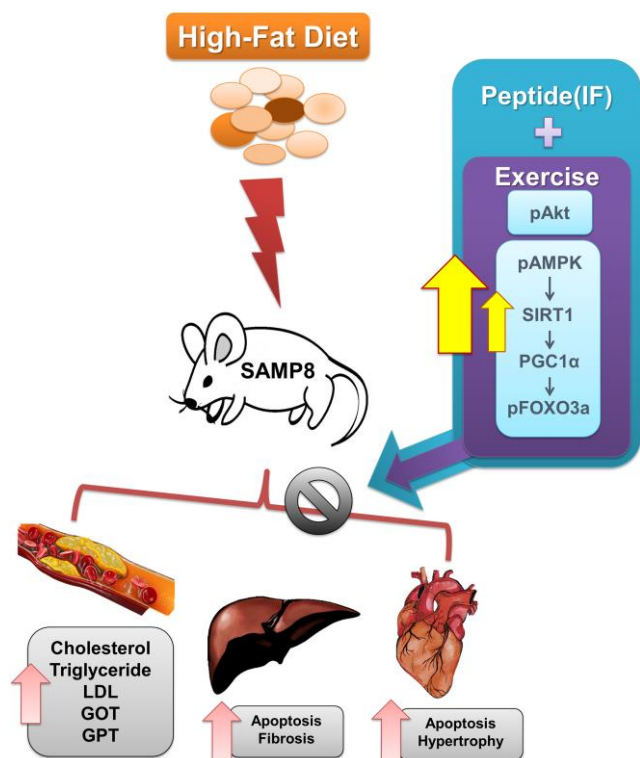 High-Fat Diet
Peptide(IF)
+
Exercise
pAkt
pAMPK
SIRT1
PGC1α
pFOXO3a
SAMP8
Cholesterol
Triglyceride
LDL
GOT
GPT
Apoptosis
Fibrosis
Apoptosis
Hypertrophy